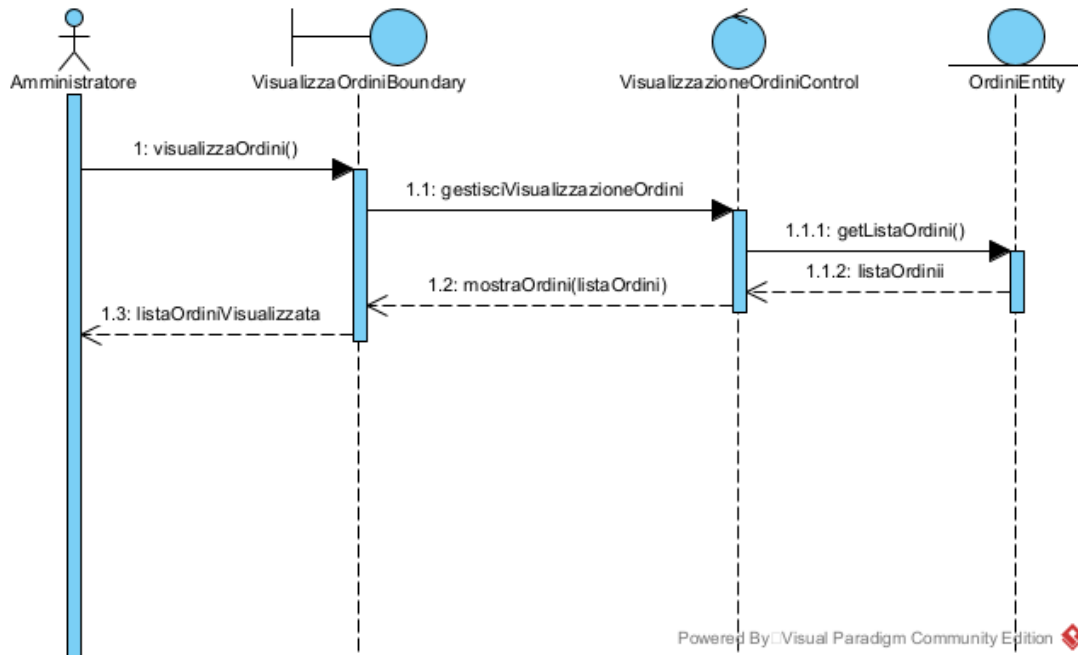 Amministratore
VisualizzaOrdiniBoundary
VisualizzazioneOrdiniControl
OrdiniEntity
1: visualizzaOrdini()
1.1: gestisciVisualizzazioneOrdini
1.1.1: getListaOrdini()
1.1.2: listaOrdinii
1.2: mostraOrdini(listaOrdini)
1.3: listaOrdiniVisualizzata
Powered By Visual Paradigm Community Edition